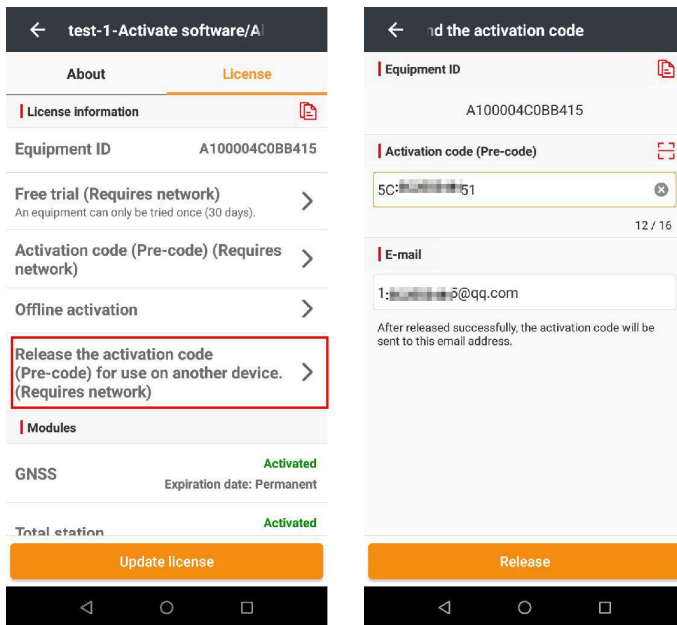 test-1-Activate software/Al
About
License
License information
Equipment ID
A100004C0BB415
Free trial (Requires network)
An equipment can only be tried once (30 days).
Activation code (Pre-code) (Requires
network)
Offline activation
Release the activation code
(Pre-code) for use on another device.
(Requires network)
Modules
GNSS
Activated
Expiration date: Permanent
Total station
Activated
Update license
nd the activation code
Equipment ID
A100004C0BB415
Activation code (Pre-code)
5C
51
12 / 16
E-mail
@qq.com
After released successfully, the activation code will be
sent to this email address.
Release